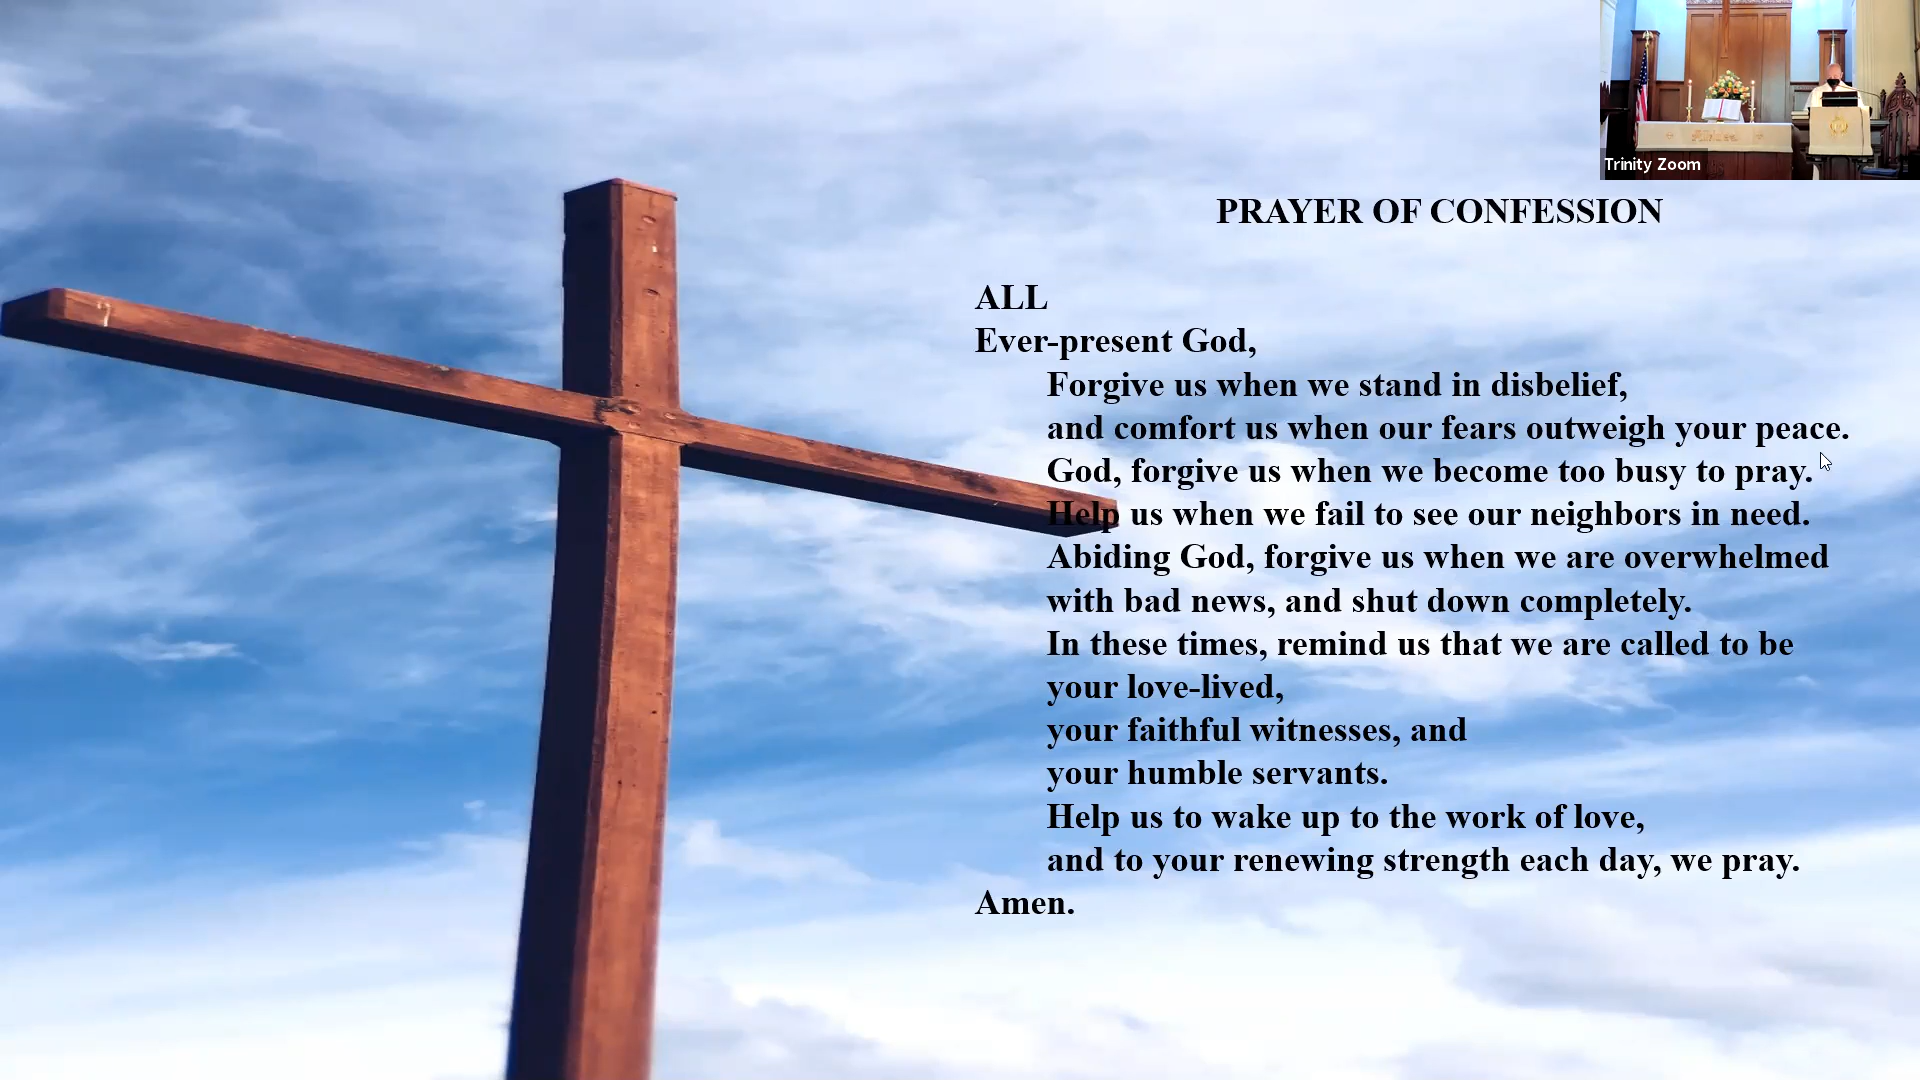 Trinity Zoom
PRAYER OF CONFESSION
ALL
Ever-present God,
Forgive us when we stand in disbelief,
and comfort us when our fears outweigh your peace.
God, forgive us when we become too busy to pray.
Help us when we fail to see our neighbors in need.
Abiding God, forgive us when we are overwhelmed
with bad news, and shut down completely.
In these times, remind us that we are called to be
your love-lived,
your faithful witnesses, and
your humble servants.
Help us to wake up to the work of love,
and to your renewing strength each day, we pray.
Amen.